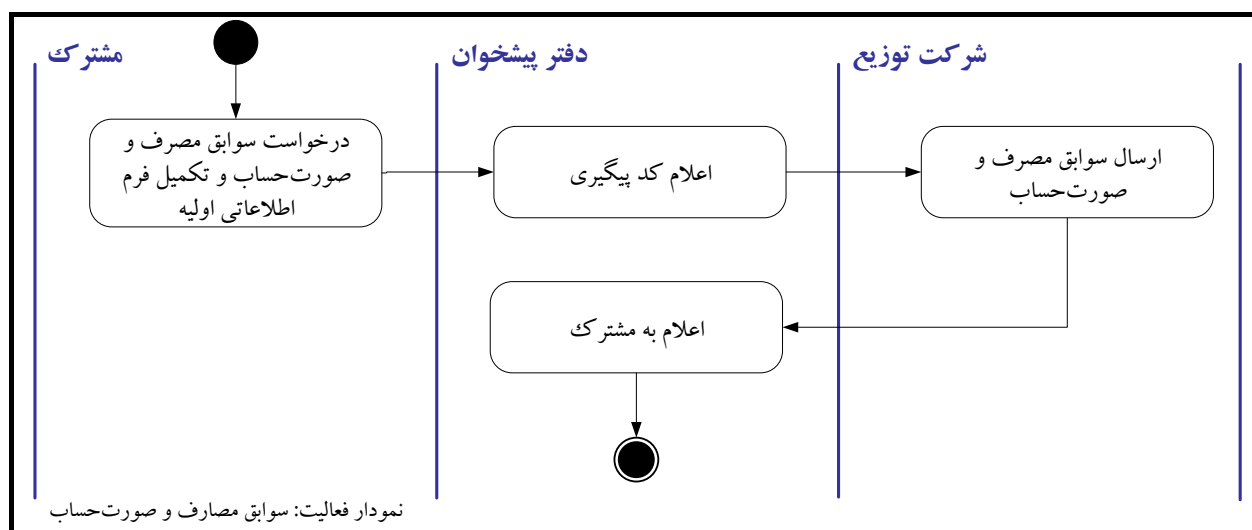 مشترک
دفتر پیشخوان
شرکت توزیع
درخواست سوابق مصرف و
صورت‌حساب و تکمیل فرم
اطلاعاتی اولیه
اعلام کد پیگیری
ارسال سوابق مصرف و
صورت‌حساب
اعلام به مشترک
نمودار فعالیت: سوابق مصارف و صورت‌حساب